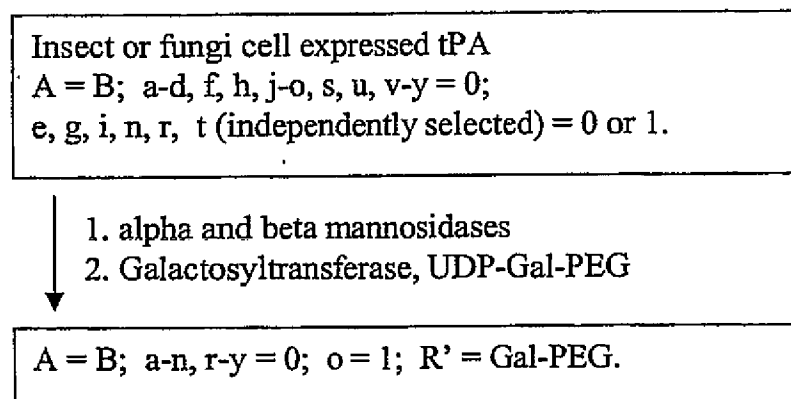 Insect or fungi cell expressed tPA
A = B; a-d, f, h, j-o, s, u, v-y = 0;
e, g, i, n, r, t (independently selected) = 0 or 1.
1. alpha and beta mannosidases
2. Galactosyltransferase, UDP-Gal-PEG
A = B; a-n, r-y = 0; o = 1; R’ = Gal-PEG.